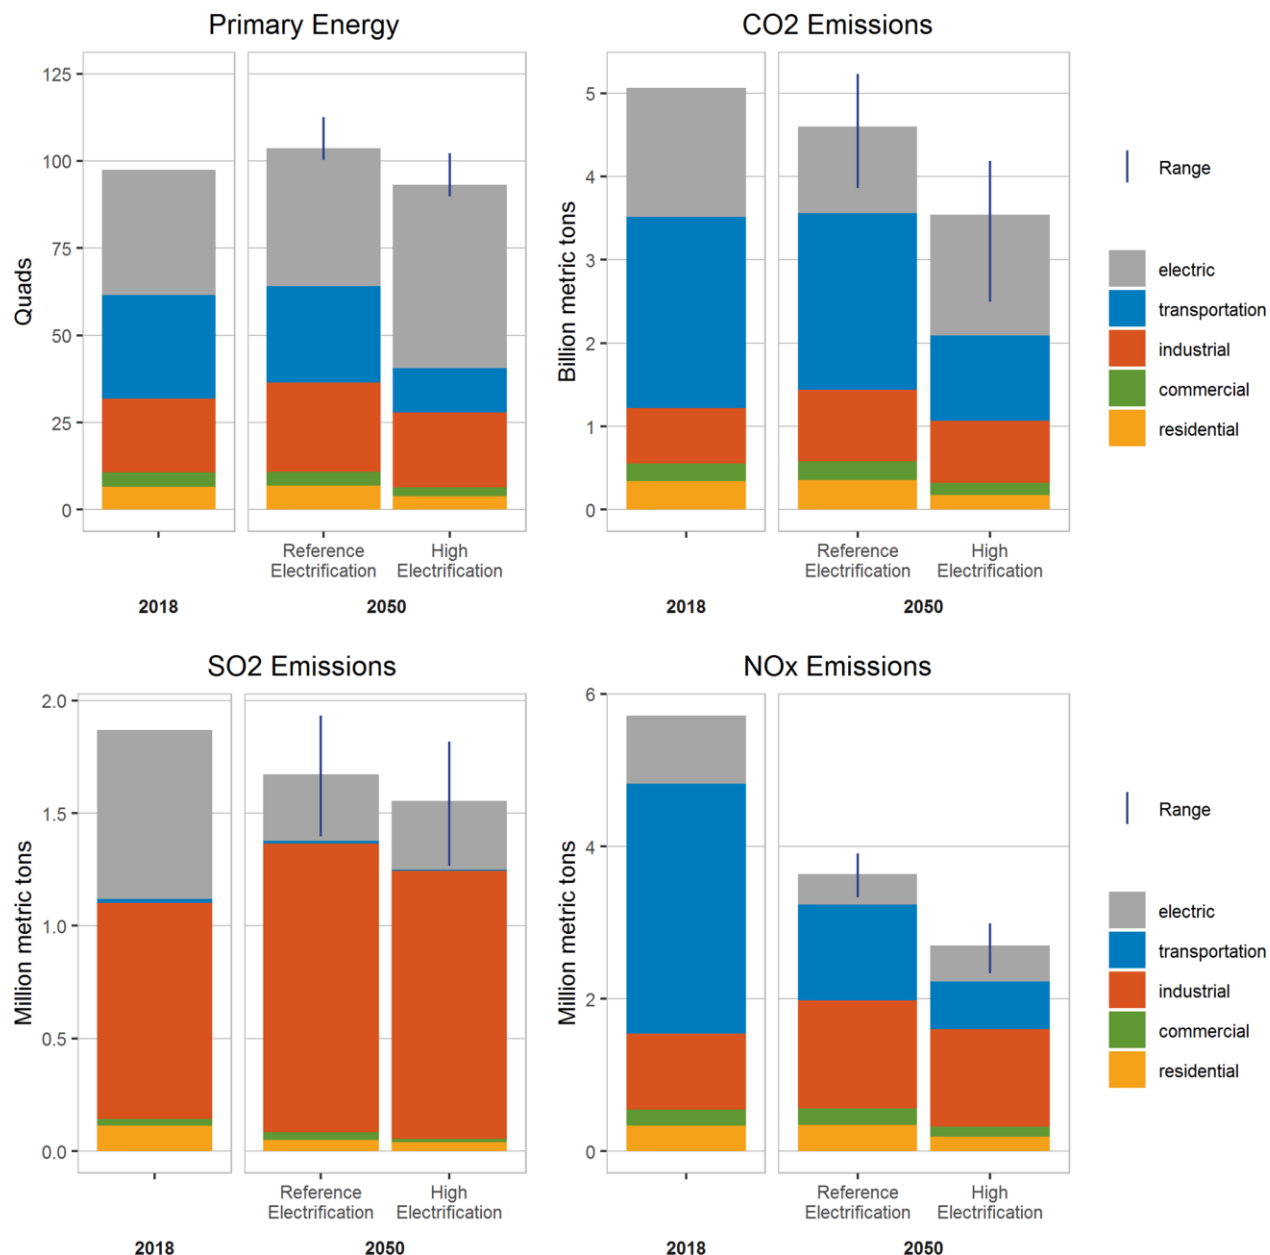 Primary Energy
Quads
125
100
75
50
25
0
Reference
Electrification
High
Electrification
2018
2050
CO2 Emissions
Billion metric tons
5
4
3
2
1
0
Reference
Electrification
High
Electrification
2018
2050
Range
electric
transportation
industrial
commercial
residential
SO2 Emissions
Million metric tons
2.0
1.5
1.0
0.5
0.0
Reference
Electrification
High
Electrification
2018
2050
NOx Emissions
Million metric tons
6
4
2
0
Reference
Electrification
High
Electrification
2018
2050
Range
electric
transportation
industrial
commercial
residential